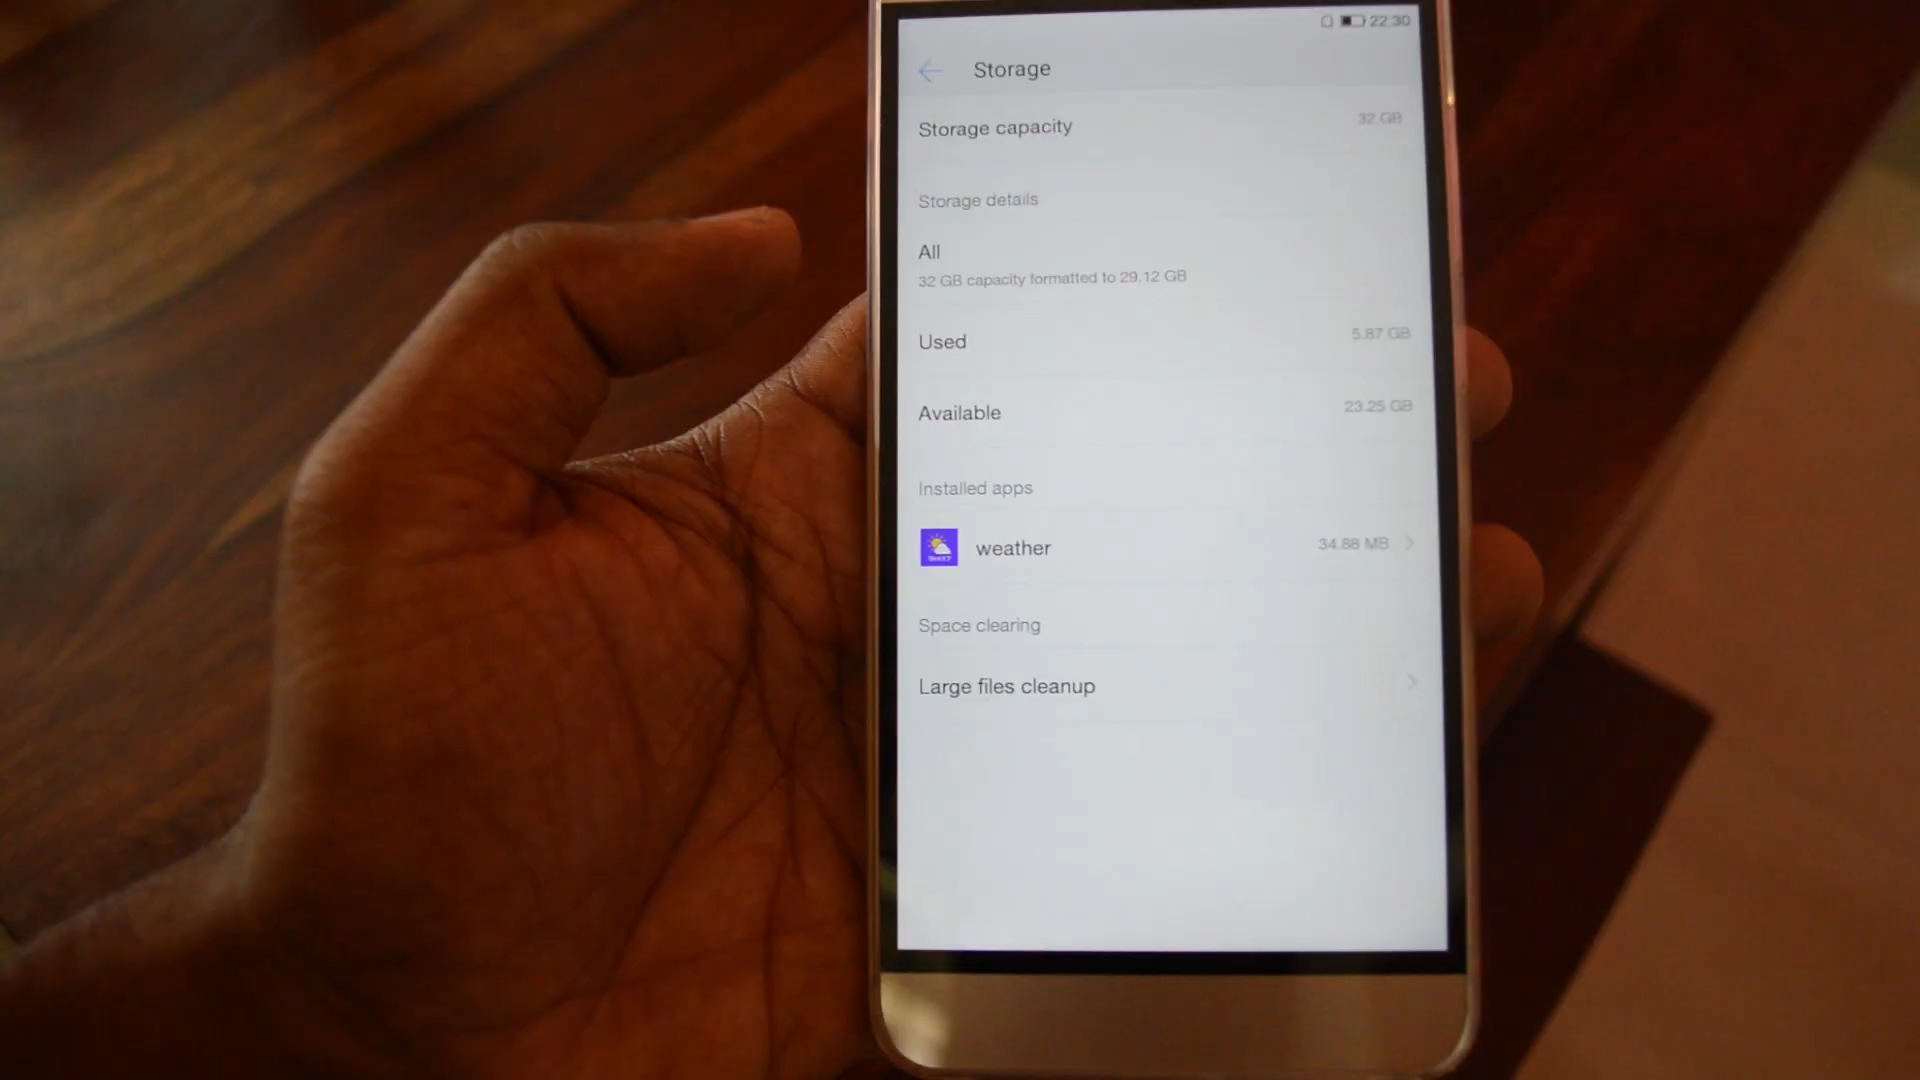 22:30
Storage
Storage capacity 32 GB
Storage details
All
32 GB capacity formatted to 29.12 GB
Used 5.87 GB
Available 23.25 GB
Installed apps
weather 34.88 MB
Space clearing
Large files cleanup